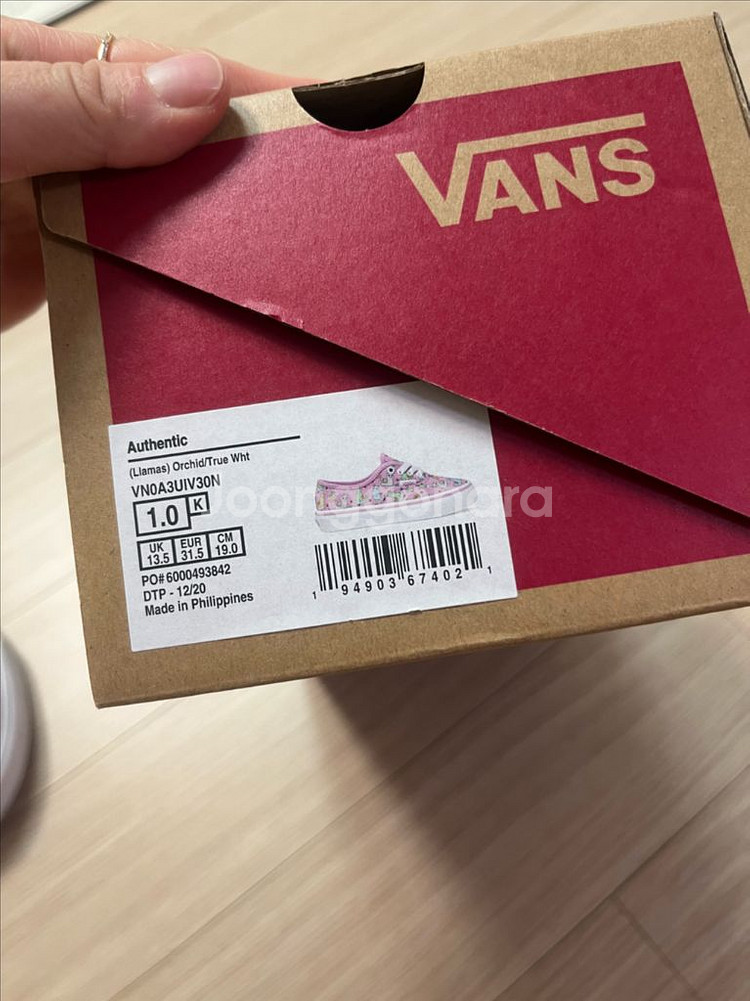 VANS
Authentic
(Llamas) Orchid/True Wht
VN0A3UIV30N
1.0 K
UK 13.5 EUR 31.5 CM 19.0
PO# 6000493842
DTP - 12/20
Made in Philippines
1 94903 67402 1
Joonggonara